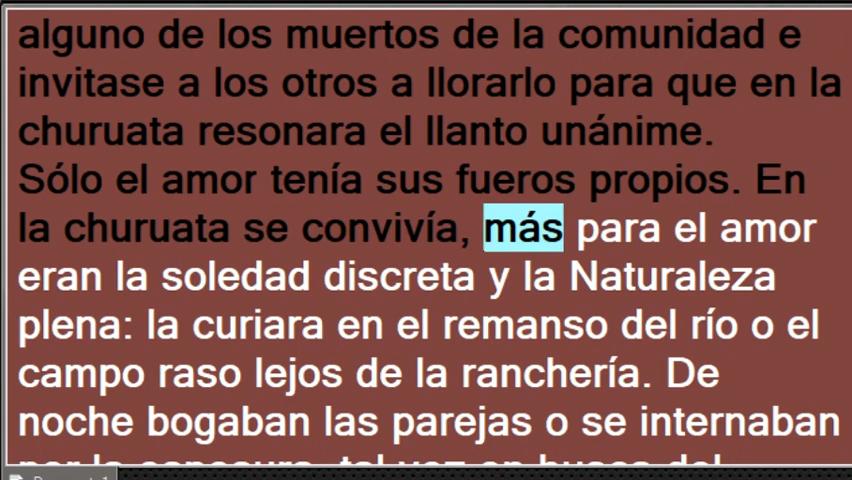 alguno de los muertos de la comunidad e
invitase a los otros a llorarlo para que en la
churuata resonara el llanto unánime.
Sólo el amor tenía sus fueros propios. En
la churuata se convivía, más para el amor
eran la soledad discreta y la Naturaleza
plena: la curiara en el remanso del río o el
campo raso lejos de la ranchería. De
noche bogaban las parejas o se internaban